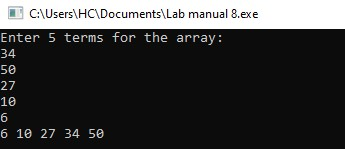 C:\Users\HC\Documents\Lab manual 8.exe
Enter 5 terms for the array:
34
50
27
10
6
6 10 27 34 50